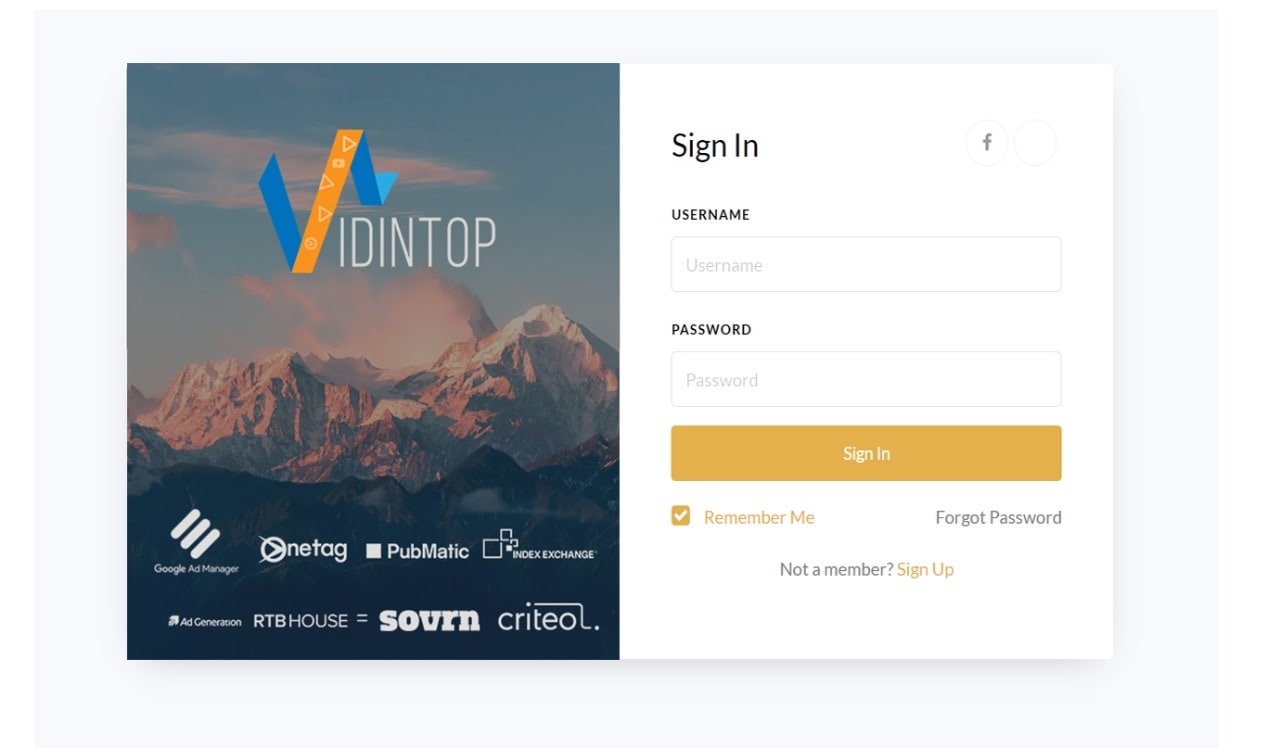 VIDINTOP
Google Ad Manager
Onetag
PubMatic
INDEX EXCHANGE
Ad Generation
RTB HOUSE =
sovrn
criteol.
Sign In
USERNAME
Username
PASSWORD
Password
Sign In
Remember Me
Forgot Password
Not a member? Sign Up